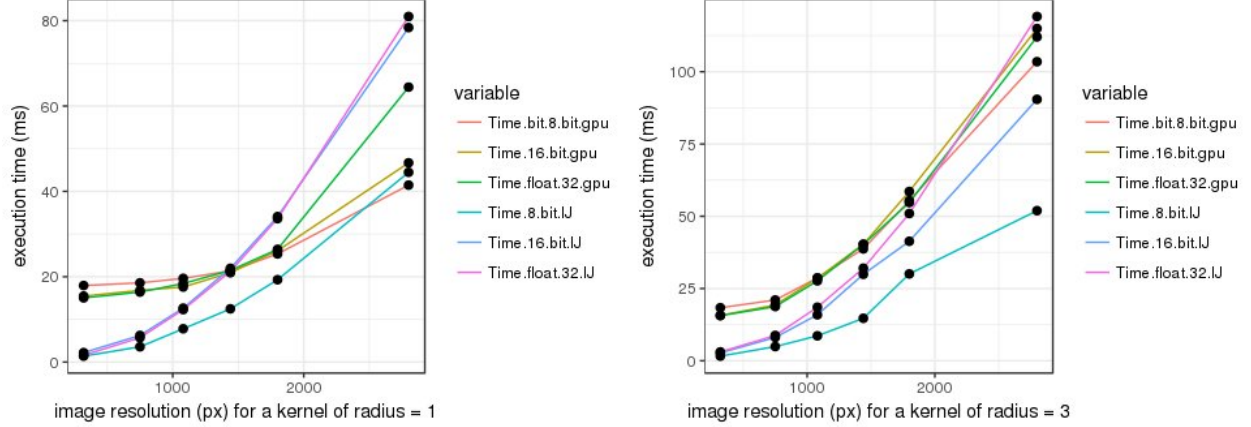 execution time (ms)
80
60
40
20
0
1000
2000
image resolution (px) for a kernel of radius = 1
variable
Time.bit.8.bit.gpu
Time.16.bit.gpu
Time.float.32.gpu
Time.8.bit.IJ
Time.16.bit.IJ
Time.float.32.IJ
execution time (ms)
100
75
50
25
0
1000
2000
image resolution (px) for a kernel of radius = 3
variable
Time.bit.8.bit.gpu
Time.16.bit.gpu
Time.float.32.gpu
Time.8.bit.IJ
Time.16.bit.IJ
Time.float.32.IJ